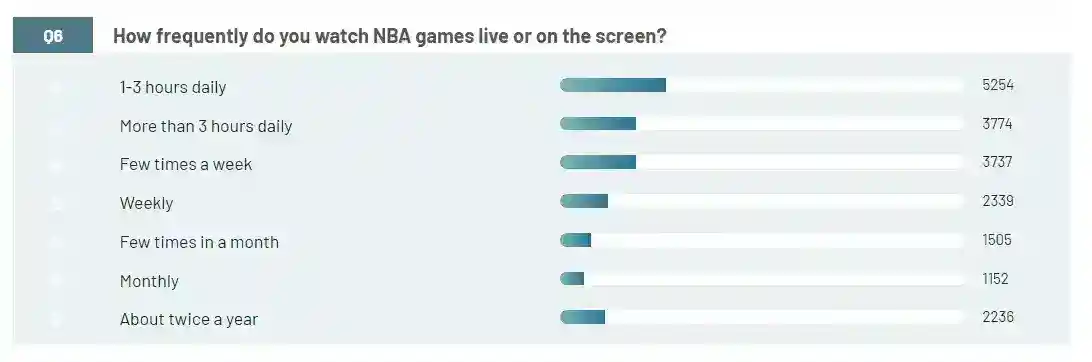 Q6 How frequently do you watch NBA games live or on the screen?
1-3 hours daily 5254
More than 3 hours daily 3774
Few times a week 3737
Weekly 2339
Few times in a month 1505
Monthly 1152
About twice a year 2236